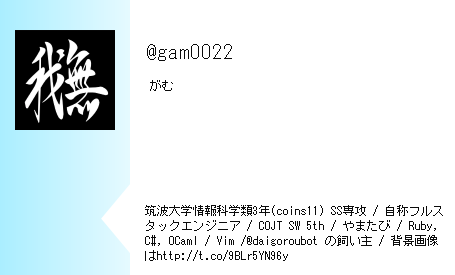 我無
@gam0022
がむ
筑波大学情報科学類3年(coins11) SS専攻 / 自称フルス
タックエンジニア / COJT SW 5th / やまたび / Ruby,
C#, OCaml / Vim /@daigoroubot の飼い主 / 背景画像
はhttp://t.co/9BLr5YN96y